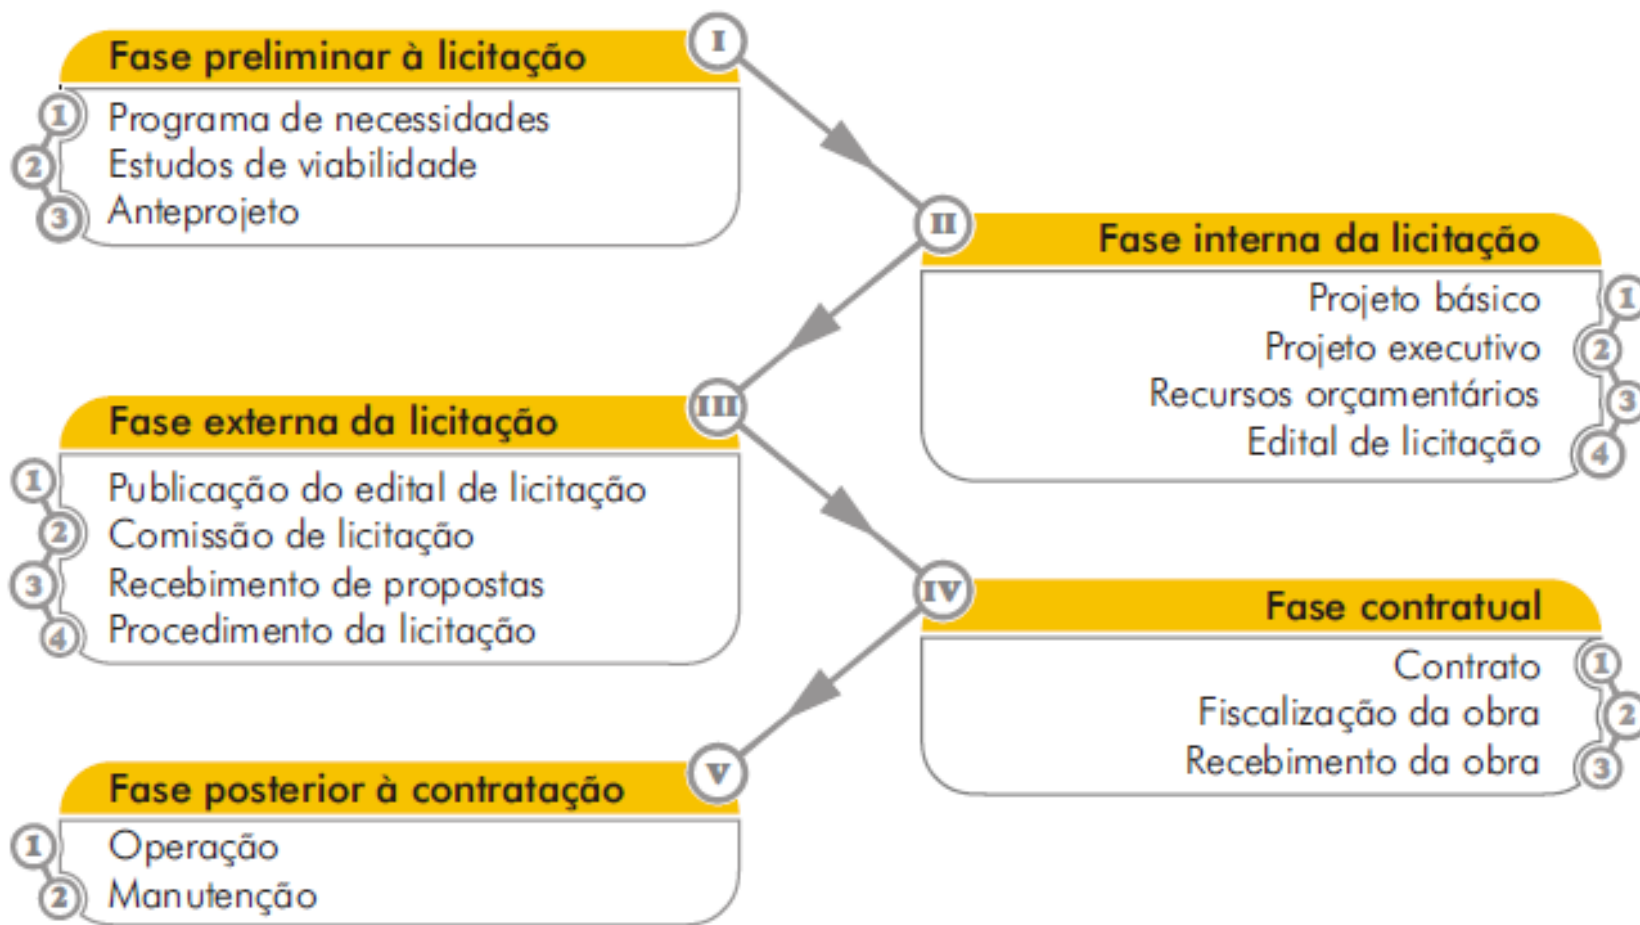 Fase preliminar à licitação
I
1
Programa de necessidades
2
Estudos de viabilidade
3
Anteprojeto
II
Fase interna da licitação
Projeto básico
1
Projeto executivo
2
Recursos orçamentários
3
Edital de licitação
4
Fase externa da licitação
III
1
Publicação do edital de licitação
2
Comissão de licitação
3
Recebimento de propostas
4
Procedimento da licitação
IV
Fase contratual
Contrato
1
Fiscalização da obra
2
Recebimento da obra
3
Fase posterior à contratação
V
1
Operação
2
Manutenção